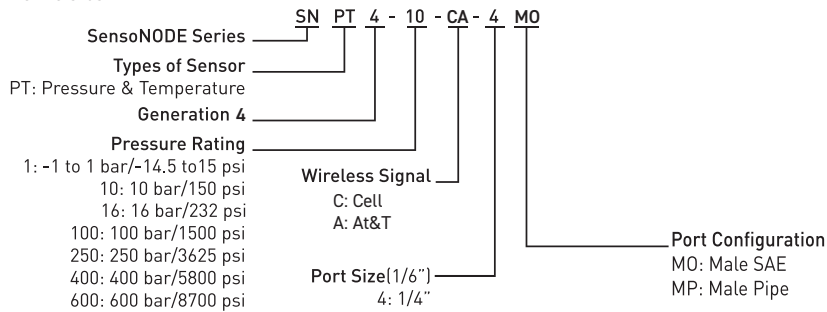 SN PT 4 - 10 - CA - 4 MO
SensoNODE Series
Types of Sensor
PT: Pressure & Temperature
Generation 4
Pressure Rating
1: -1 to 1 bar/-14.5 to15 psi
10: 10 bar/150 psi
16: 16 bar/232 psi
100: 100 bar/1500 psi
250: 250 bar/3625 psi
400: 400 bar/5800 psi
600: 600 bar/8700 psi
Wireless Signal
C: Cell
A: At&T
Port Size(1/6”)
4: 1/4”
Port Configuration
MO: Male SAE
MP: Male Pipe